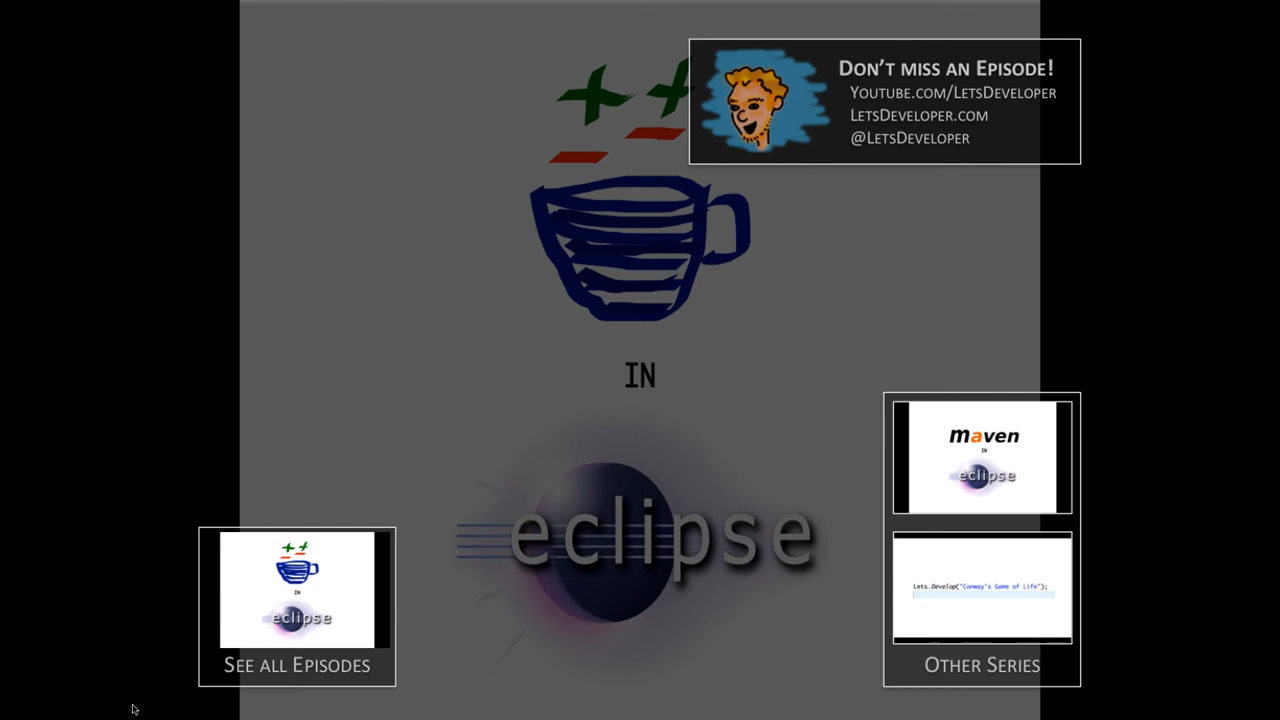 DON'T MISS AN EPISODE!
YOUTUBE.COM/LETSDEVELOPER
LETSDEVELOPER.COM
@LETSDEVELOPER
IN
eclipse
maven
IN
eclipse
Lets.Develop("Conway's Game of Life");
OTHER SERIES
IN
eclipse
SEE ALL EPISODES